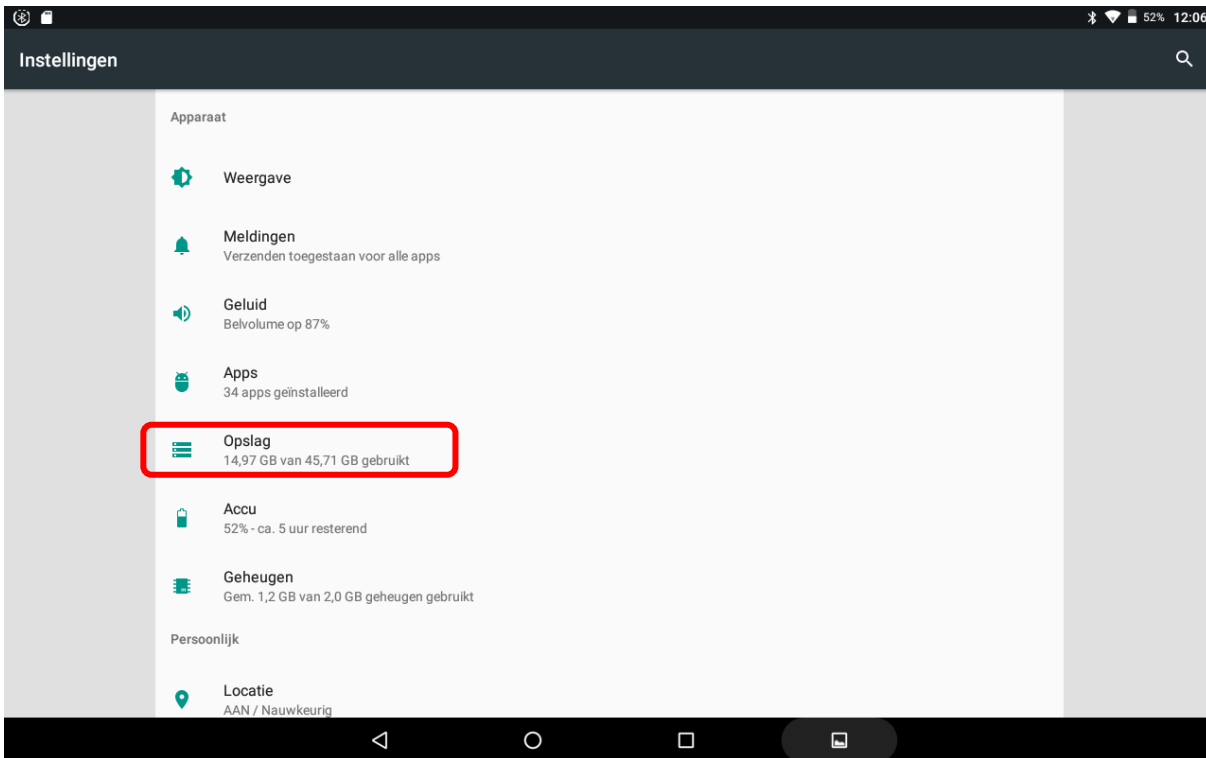 52% 12:06
Instellingen
Apparaat
Weergave
Meldingen
Verzenden toegestaan voor alle apps
Geluid
Belvolume op 87%
Apps
34 apps geïnstalleerd
Opslag
14,97 GB van 45,71 GB gebruikt
Accu
52% - ca. 5 uur resterend
Geheugen
Gem. 1,2 GB van 2,0 GB geheugen gebruikt
Persoonlijk
Locatie
AAN / Nauwkeurig